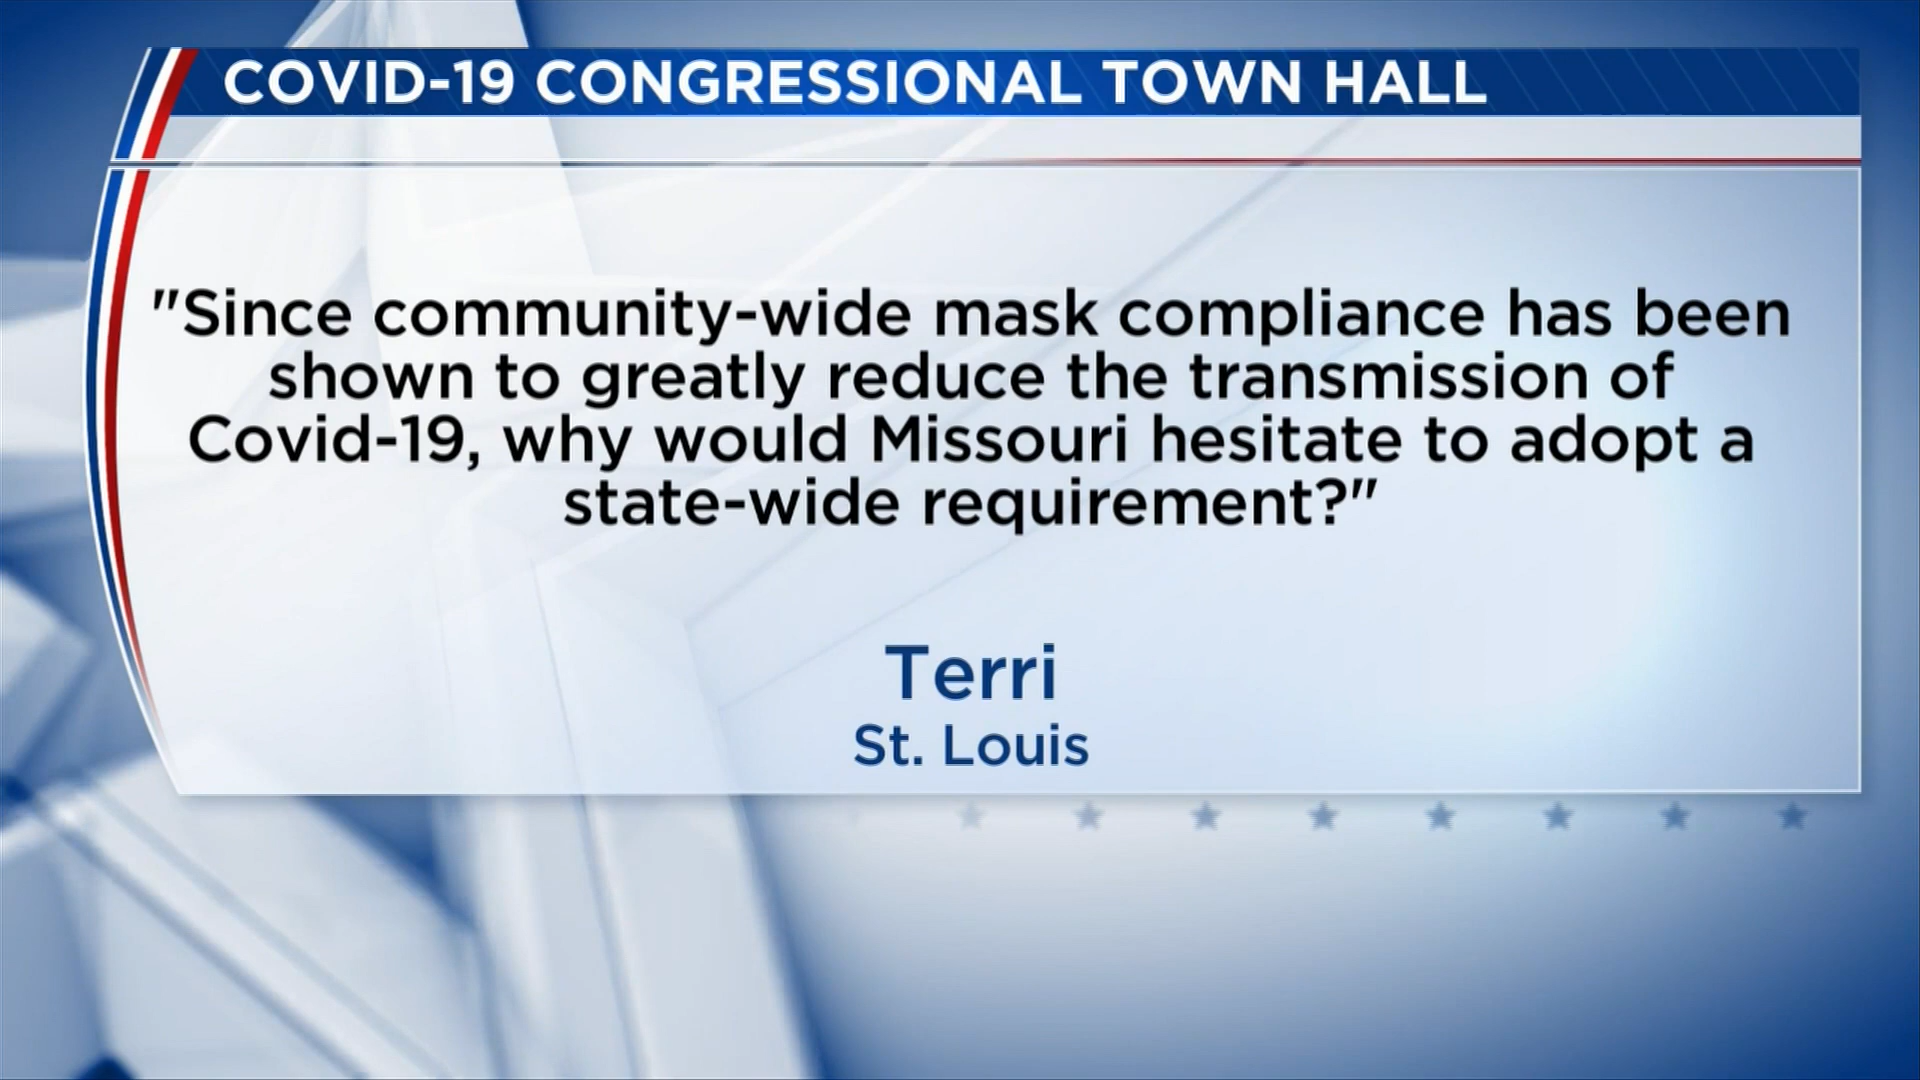 COVID-19 CONGRESSIONAL TOWN HALL
"Since community-wide mask compliance has been
shown to greatly reduce the transmission of
Covid-19, why would Missouri hesitate to adopt a
state-wide requirement?"
Terri
St. Louis